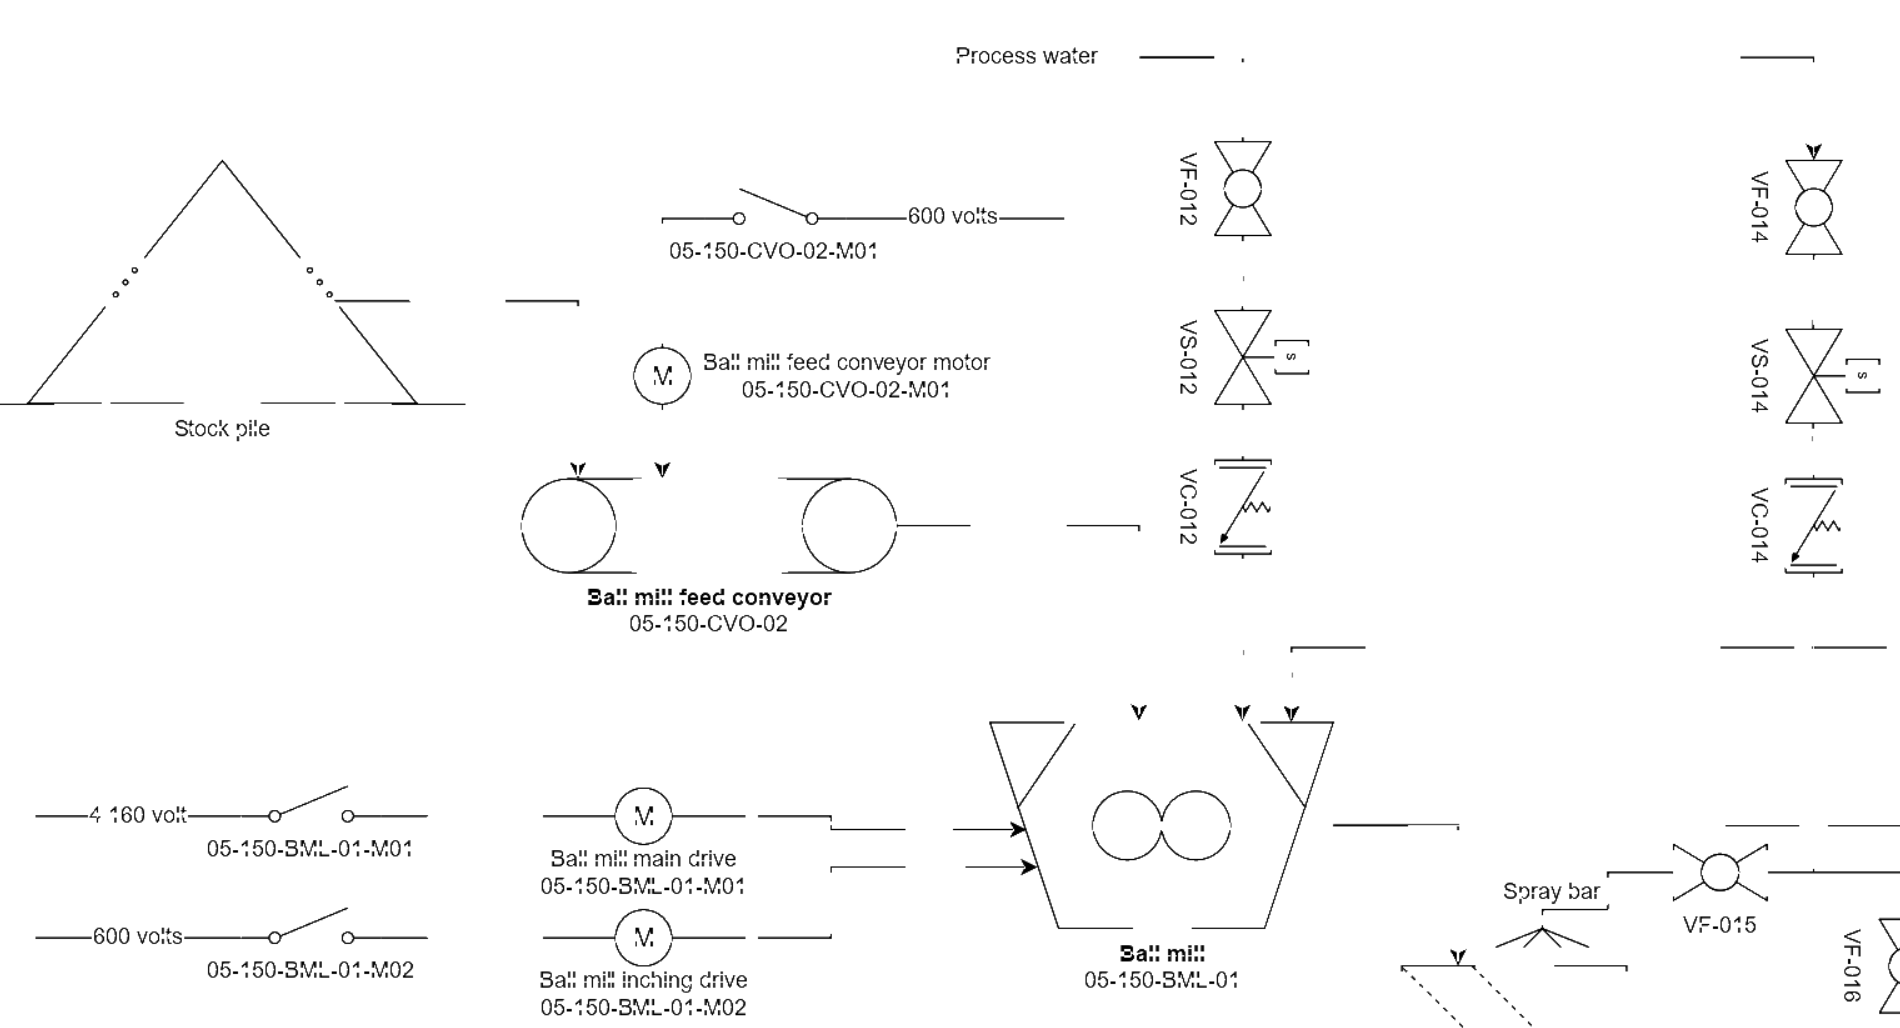 Process water
VF-012
VF-014
600 volts
05-150-CVO-02-M01
VS-012
S
VS-014
S
M
Ball mill feed conveyor motor
05-150-CVO-02-M01
Stock pile
VC-012
VC-014
Ball mill feed conveyor
05-150-CVO-02
4 160 volt
05-150-BML-01-M01
M
Ball mill main drive
05-150-BML-01-M01
Spray bar
VF-015
600 volts
05-150-BML-01-M02
M
Ball mill inching drive
05-150-BML-01-M02
Ball mill
05-150-BML-01
VF-016